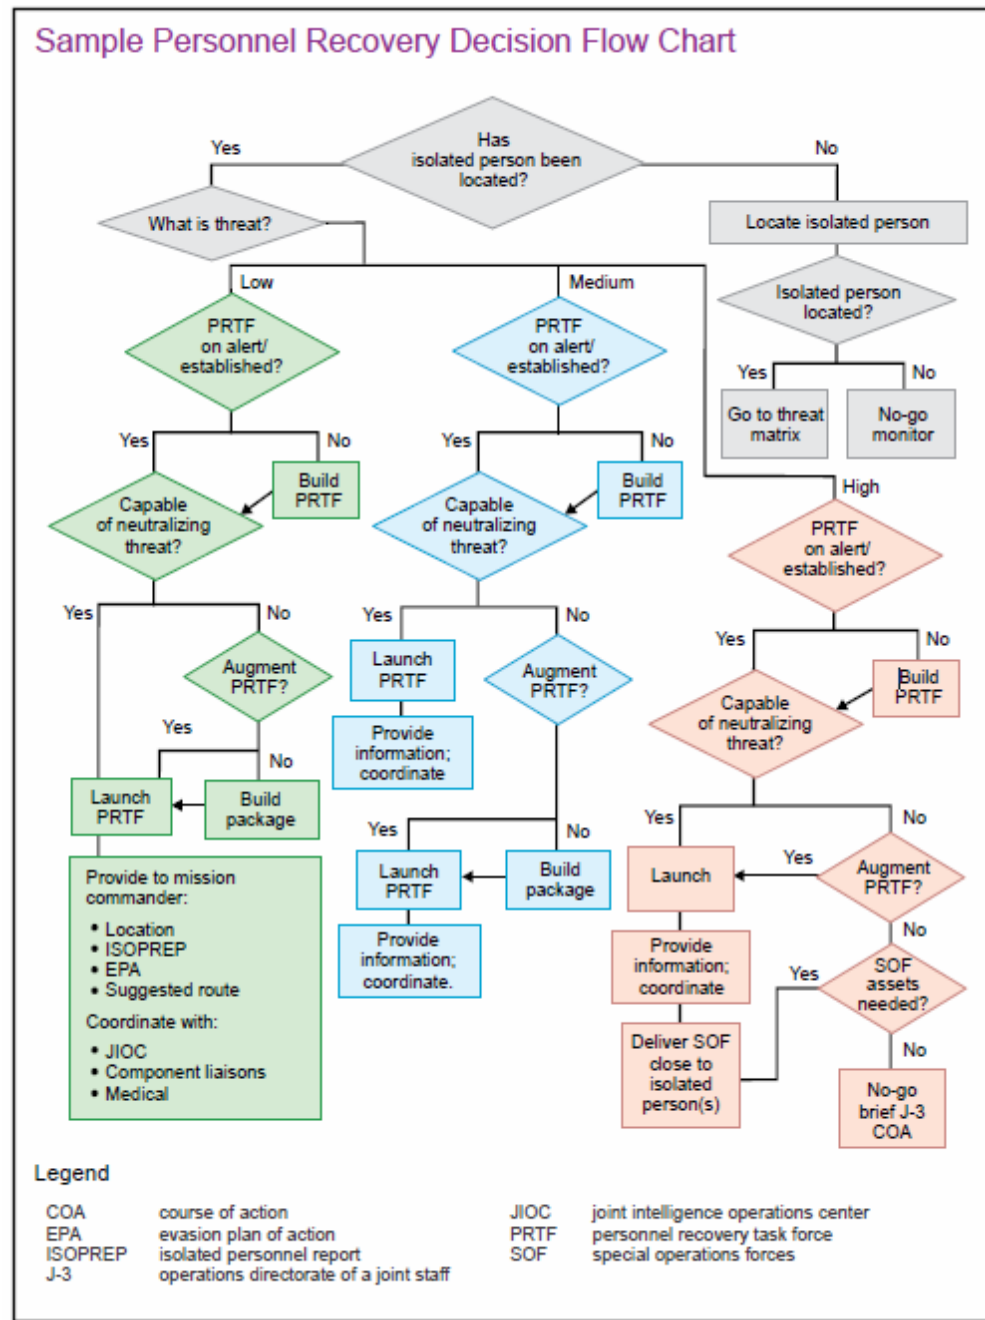 Sample Personnel Recovery Decision Flow Chart
Has
isolated person been
located?
Yes
No
What is threat?
Locate isolated person
Isolated person
located?
Yes
No
Go to threat
matrix
No-go
monitor
Low
Medium
High
PRTF
on alert/
established?
Yes
No
Build
PRTF
Capable
of neutralizing
threat?
Yes
No
Augment
PRTF?
Yes
No
Launch
PRTF
Build
package
Provide to mission
commander:
• Location
• ISOPREP
• EPA
• Suggested route
Coordinate with:
• JIOC
• Component liaisons
• Medical
PRTF
on alert/
established?
Yes
No
Build
PRTF
Capable
of neutralizing
threat?
Yes
No
Launch
PRTF
Provide
information;
coordinate
Augment
PRTF?
Yes
No
Launch
PRTF
Build
package
Provide
information;
coordinate.
PRTF
on alert/
established?
Yes
No
Build
PRTF
Capable
of neutralizing
threat?
Yes
No
Launch
Yes
Augment
PRTF?
No
Provide
information;
coordinate
Yes
SOF
assets
needed?
No
Deliver SOF
close to
isolated
person(s)
No-go
brief J-3
COA
Legend
COA course of action
EPA evasion plan of action
ISOPREP isolated personnel report
J-3 operations directorate of a joint staff
JIOC joint intelligence operations center
PRTF personnel recovery task force
SOF special operations forces